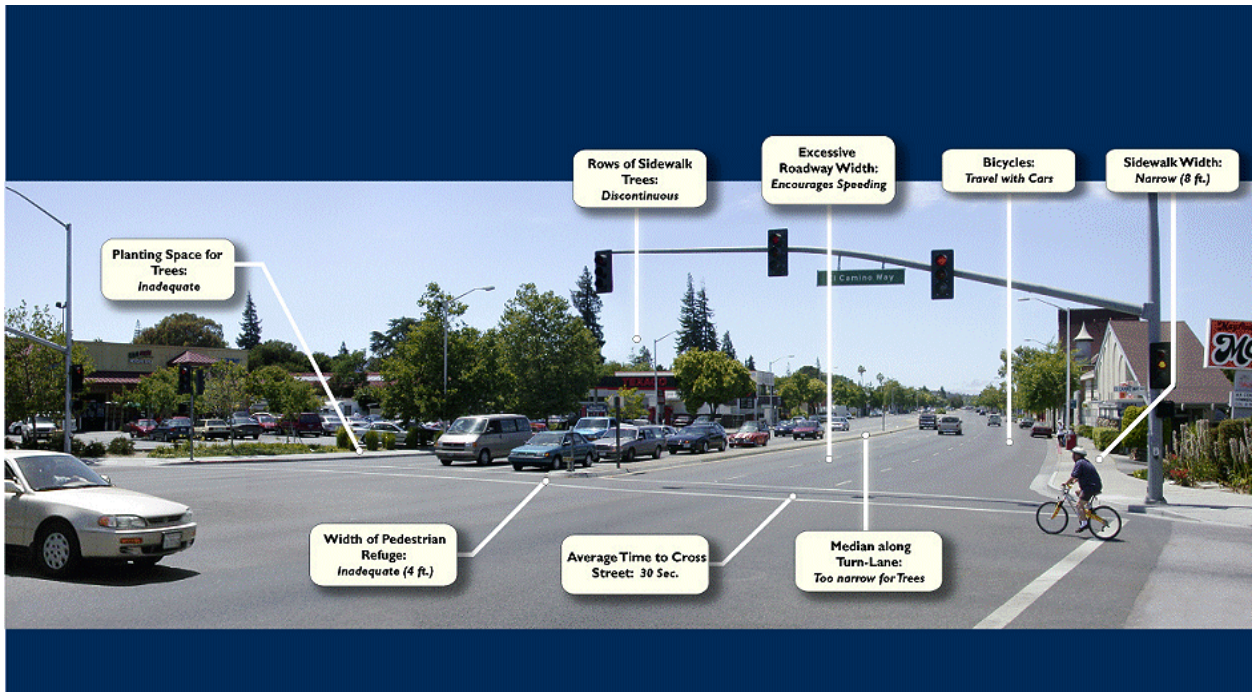 Rows of Sidewalk
Trees:
Discontinuous
Excessive
Roadway Width:
Encourages Speeding
Bicycles:
Travel with Cars
Sidewalk Width:
Narrow (8 ft.)
Planting Space for
Trees:
Inadequate
El Camino Way
TEXACO
Width of Pedestrian
Refuge:
Inadequate (4 ft.)
Average Time to Cross
Street: 30 Sec.
Median along
Turn-Lane:
Too narrow for Trees